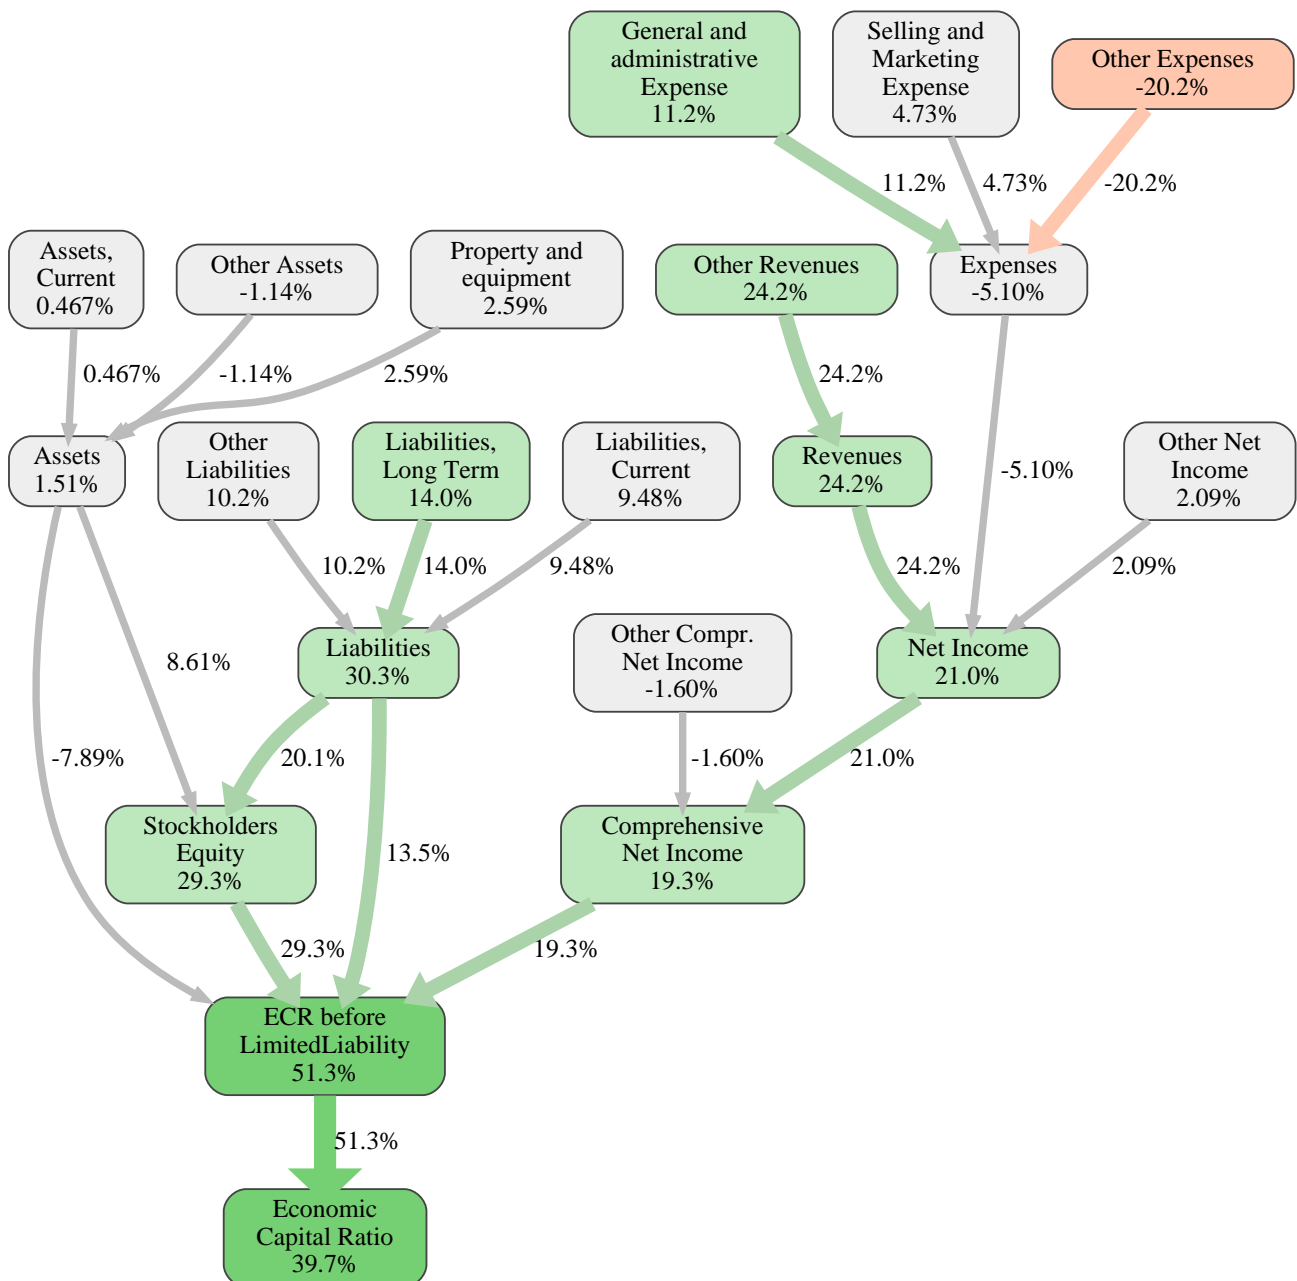 General and
administrative
Expense
11.2%
Selling and
Marketing
Expense
4.73%
Other Expenses
-20.2%
11.2%
4.73%
-20.2%
Assets,
Current
0.467%
Other Assets
-1.14%
Property and
equipment
2.59%
Other Revenues
24.2%
Expenses
-5.10%
0.467%
-1.14%
2.59%
24.2%
Assets
1.51%
Other
Liabilities
10.2%
Liabilities,
Long Term
14.0%
Liabilities,
Current
9.48%
Revenues
24.2%
-5.10%
Other Net
Income
2.09%
10.2%
14.0%
9.48%
24.2%
2.09%
8.61%
Liabilities
30.3%
Other Compr.
Net Income
-1.60%
Net Income
21.0%
-7.89%
20.1%
-1.60%
21.0%
Stockholders
Equity
29.3%
13.5%
Comprehensive
Net Income
19.3%
29.3%
19.3%
ECR before
LimitedLiability
51.3%
51.3%
Economic
Capital Ratio
39.7%